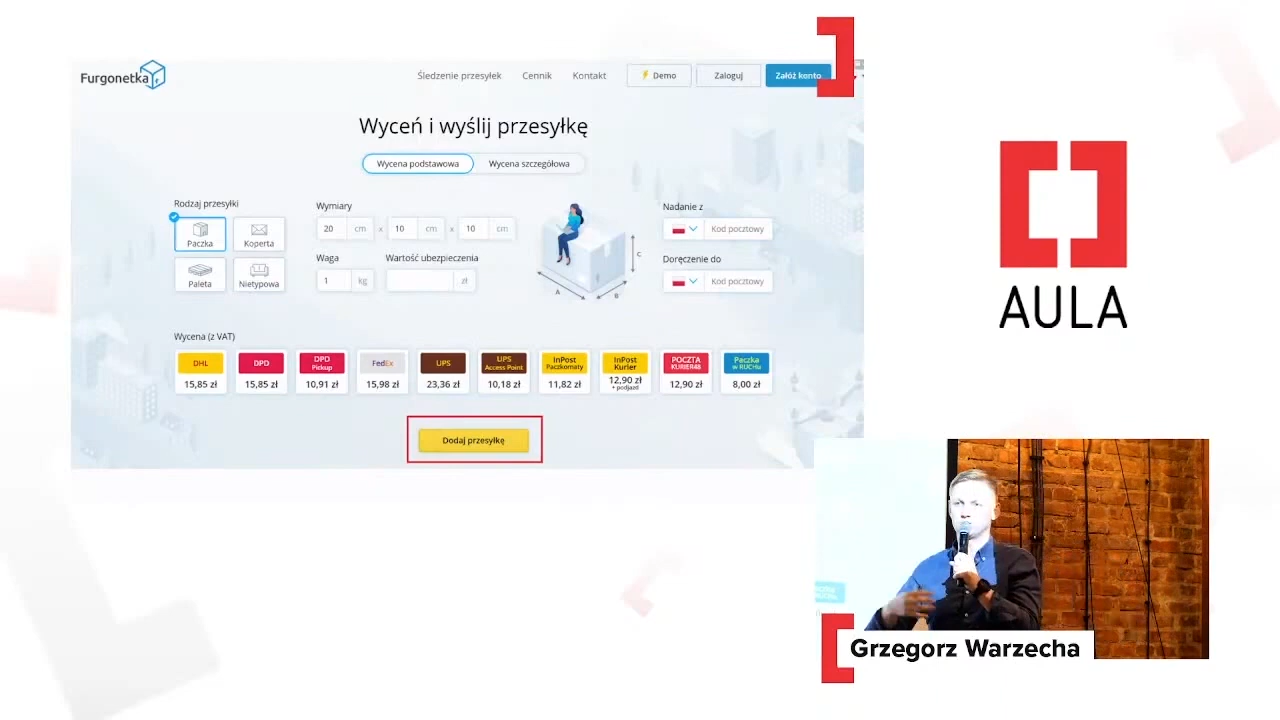 Furgonetka
Śledzenie przesyłek
Cennik
Kontakt
Demo
Zaloguj
Załóż konto
Wyceń i wyślij przesyłkę
Wycena podstawowa
Wycena szczegółowa
Rodzaj przesyłki
Paczka
Koperta
Paleta
Nietypowa
Wymiary
20 cm x 10 cm x 10 cm
Waga
1 kg
Wartość ubezpieczenia
zł
A
B
C
Nadanie z
Kod pocztowy
Doręczenie do
Kod pocztowy
Wycena (z VAT)
DHL
15,85 zł
DPD
15,85 zł
DPD
Pickup
10,91 zł
FedEx
15,98 zł
UPS
23,36 zł
UPS
Access Point
10,18 zł
InPost
Paczkomaty
11,82 zł
InPost
Kurier
12,90 zł
+ podjazd
POCZTA
KURIER48
12,90 zł
Paczka
w RUCHu
8,00 zł
Dodaj przesyłkę
AULA
Grzegorz Warzecha